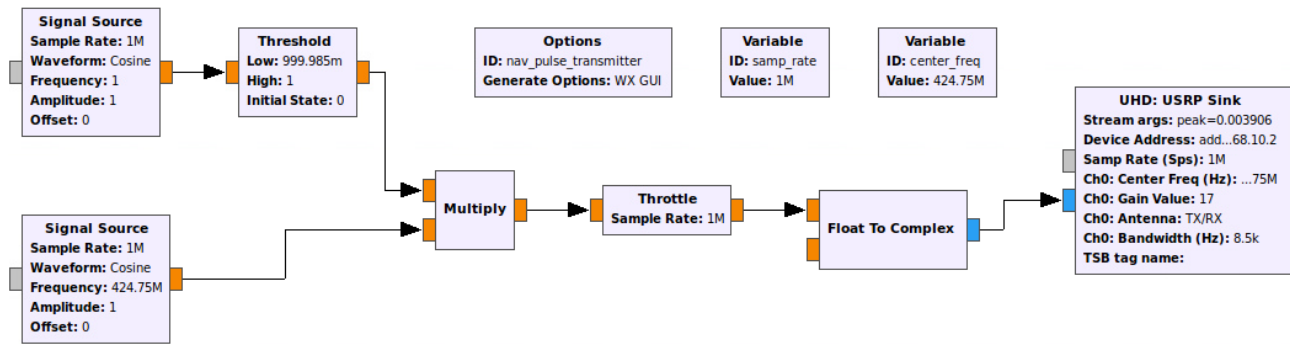 Signal Source
Sample Rate: 1M
Waveform: Cosine
Frequency: 1
Amplitude: 1
Offset: 0
Threshold
Low: 999.985m
High: 1
Initial State: 0
Options
ID: nav_pulse_transmitter
Generate Options: WX GUI
Variable
ID: samp_rate
Value: 1M
Variable
ID: center_freq
Value: 424.75M
UHD: USRP Sink
Stream args: peak=0.003906
Device Address: add...68.10.2
Samp Rate (Sps): 1M
Ch0: Center Freq (Hz): ...75M
Ch0: Gain Value: 17
Ch0: Antenna: TX/RX
Ch0: Bandwidth (Hz): 8.5k
TSB tag name:
Multiply
Throttle
Sample Rate: 1M
Float To Complex
Signal Source
Sample Rate: 1M
Waveform: Cosine
Frequency: 424.75M
Amplitude: 1
Offset: 0